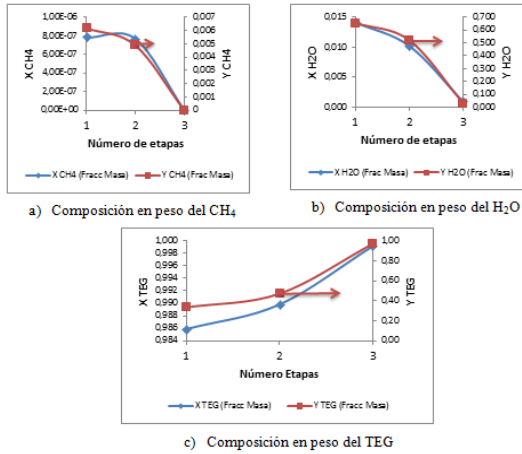 1,00E-06
8,00E-07
6,00E-07
4,00E-07
2,00E-07
0,00E+00
X CH4
0,007
0,006
0,005
0,004
0,003
0,002
0,001
0
Y CH4
1 2 3
Número de etapas
X CH4 (Fracc Masa) Y CH4 (Frac Masa)
a) Composición en peso del CH4
0,015
0,010
0,005
0,000
X H2O
0,700
0,600
0,500
0,400
0,300
0,200
0,100
0,000
Y H2O
1 2 3
Número de etapas
X H2O (Frac Masa) Y H2O (Frac Masa)
b) Composición en peso del H2O
1,000
0,998
0,996
0,994
0,992
0,990
0,988
0,986
0,984
X TEG
1,00
0,80
0,60
0,40
0,20
0,00
Y TEG
1 2 3
Número Etapas
X TEG (Fracc Masa) Y TEG (Fracc Masa)
c) Composición en peso del TEG